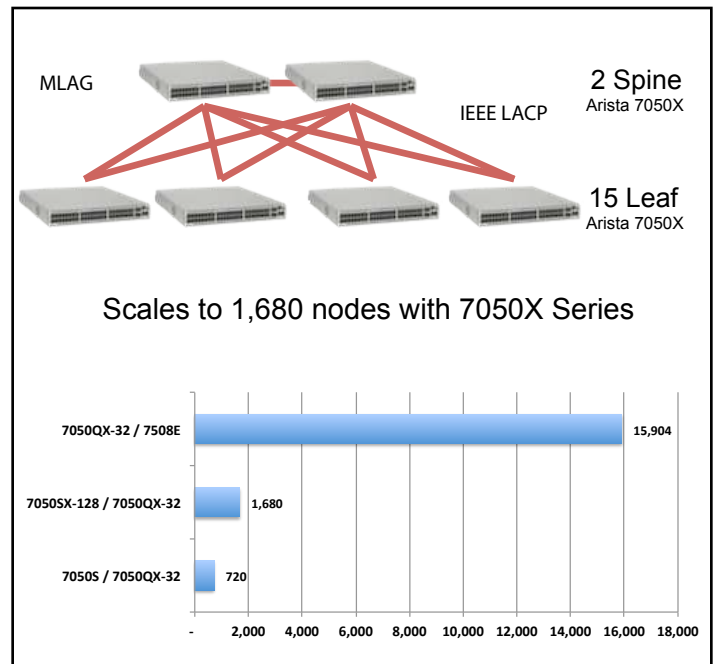 MLAG
2 Spine
Arista 7050X
IEEE LACP
15 Leaf
Arista 7050X
Scales to 1,680 nodes with 7050X Series
7050QX-32 / 7508E
15,904
7050SX-128 / 7050QX-32
1,680
7050S / 7050QX-32
720
- 2,000 4,000 6,000 8,000 10,000 12,000 14,000 16,000 18,000